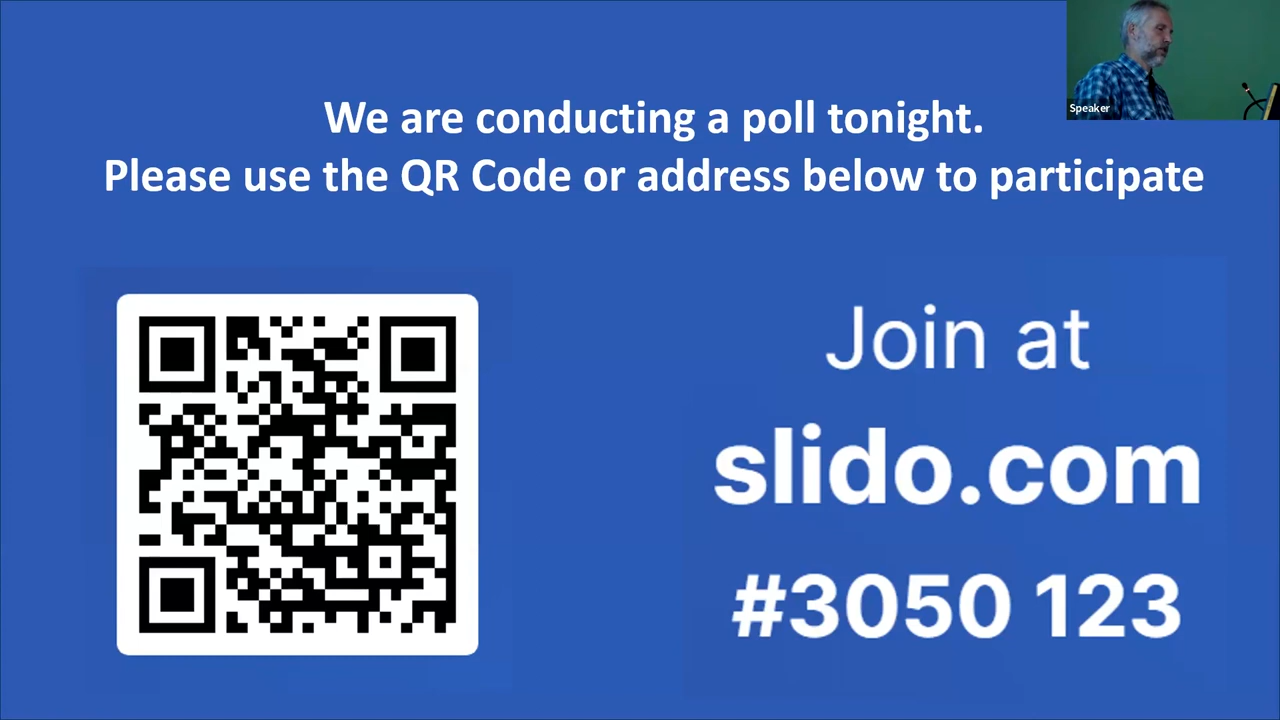 We are conducting a poll tonight.
Please use the QR Code or address below to participate
Speaker
Join at
slido.com
#3050 123